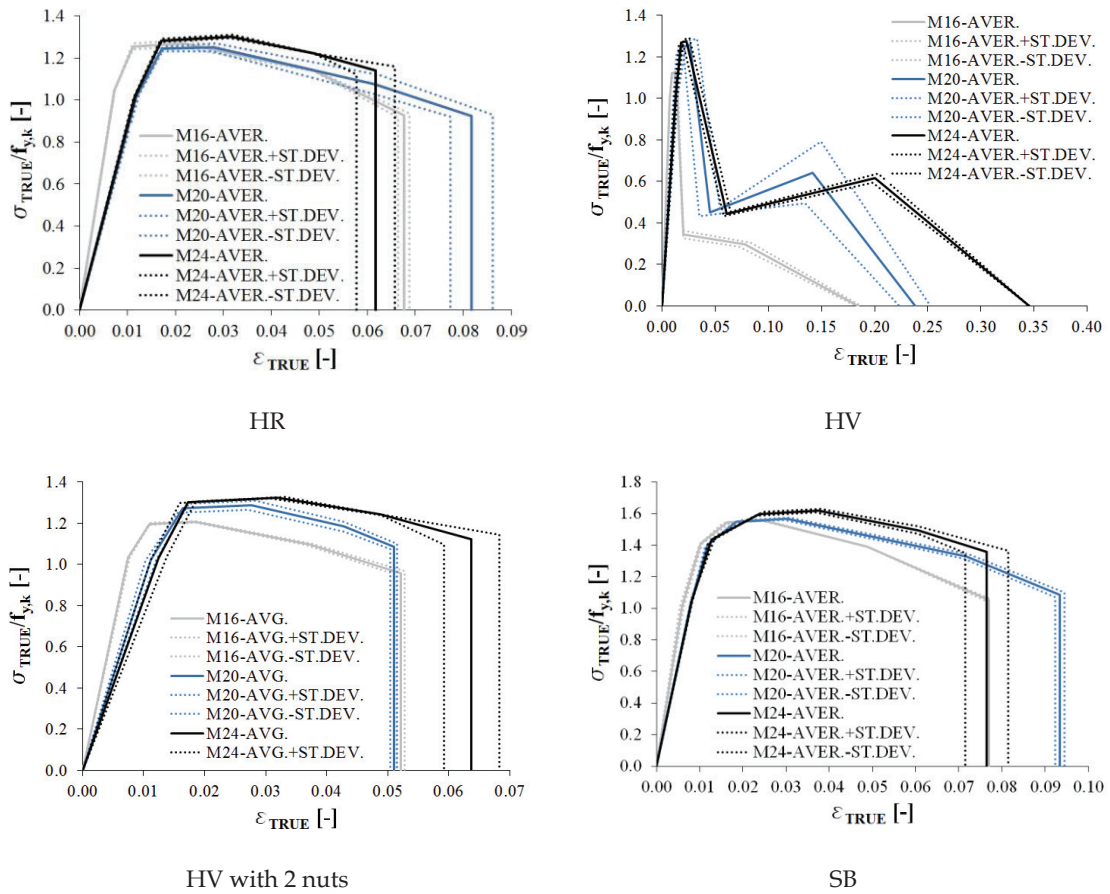 σTRUE/fy,k [-]
1.4
1.2
1.0
0.8
0.6
0.4
0.2
0.0
M16-AVER.
M16-AVER.+ST.DEV.
M16-AVER.-ST.DEV.
M20-AVER.
M20-AVER.+ST.DEV.
M20-AVER.-ST.DEV.
M24-AVER.
M24-AVER.+ST.DEV.
M24-AVER.-ST.DEV.
0.00 0.01 0.02 0.03 0.04 0.05 0.06 0.07 0.08 0.09
εTRUE [-]
HR
σTRUE/fy,k [-]
1.4
1.2
1.0
0.8
0.6
0.4
0.2
0.0
M16-AVER.
M16-AVER.+ST.DEV.
M16-AVER.-ST.DEV.
M20-AVER.
M20-AVER.+ST.DEV.
M20-AVER.-ST.DEV.
M24-AVER.
M24-AVER.+ST.DEV.
M24-AVER.-ST.DEV.
0.00 0.05 0.10 0.15 0.20 0.25 0.30 0.35 0.40
εTRUE [-]
HV
σTRUE/fy,k [-]
1.4
1.2
1.0
0.8
0.6
0.4
0.2
0.0
M16-AVG.
M16-AVG.+ST.DEV.
M16-AVG.-ST.DEV.
M20-AVG.
M20-AVG.+ST.DEV.
M20-AVG.-ST.DEV.
M24-AVG.
M24-AVG.+ST.DEV.
0.00 0.01 0.02 0.03 0.04 0.05 0.06 0.07
εTRUE [-]
HV with 2 nuts
σTRUE/fy,k [-]
1.8
1.6
1.4
1.2
1.0
0.8
0.6
0.4
0.2
0.0
M16-AVER.
M16-AVER.+ST.DEV.
M16-AVER.-ST.DEV.
M20-AVER.
M20-AVER.+ST.DEV.
M20-AVER.-ST.DEV.
M24-AVER.
M24-AVER.+ST.DEV.
M24-AVER.-ST.DEV.
0.00 0.01 0.02 0.03 0.04 0.05 0.06 0.07 0.08 0.09 0.10
εTRUE [-]
SB